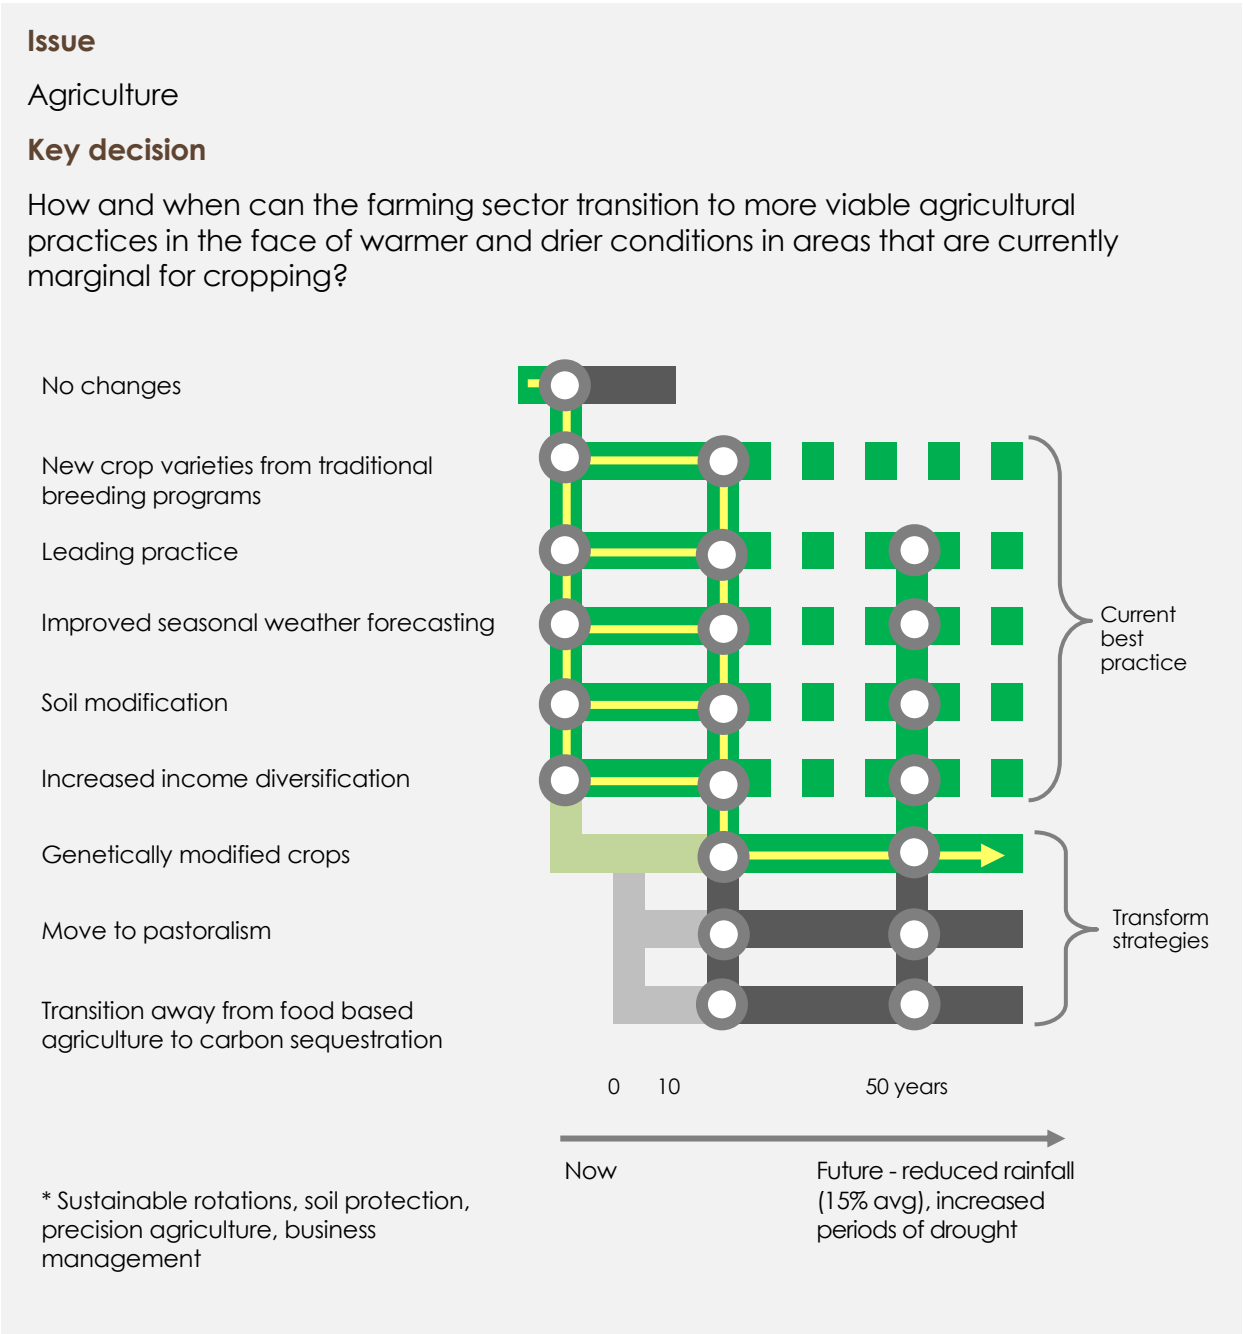 Issue
Agriculture
Key decision
How and when can the farming sector transition to more viable agricultural
practices in the face of warmer and drier conditions in areas that are currently
marginal for cropping?
No changes
New crop varieties from traditional
breeding programs
Leading practice
Improved seasonal weather forecasting
Soil modification
Increased income diversification
Genetically modified crops
Move to pastoralism
Transition away from food based
agriculture to carbon sequestration
Current
best
practice
Transform
strategies
0 10 50 years
Now
Future - reduced rainfall
(15% avg), increased
periods of drought
* Sustainable rotations, soil protection,
precision agriculture, business
management